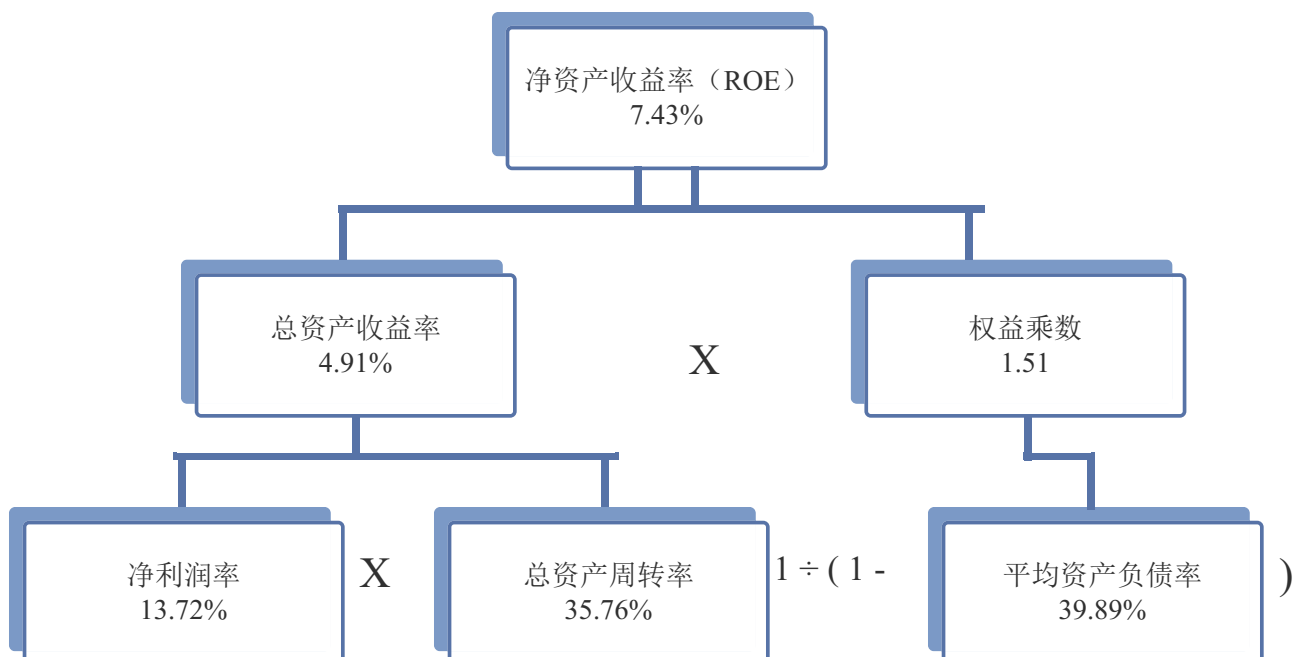 净资产收益率（ROE）
7.43%
总资产收益率
4.91%
X
权益乘数
1.51
净利润率
13.72%
X
总资产周转率
35.76%
1 ÷ ( 1 -
平均资产负债率
39.89%
)